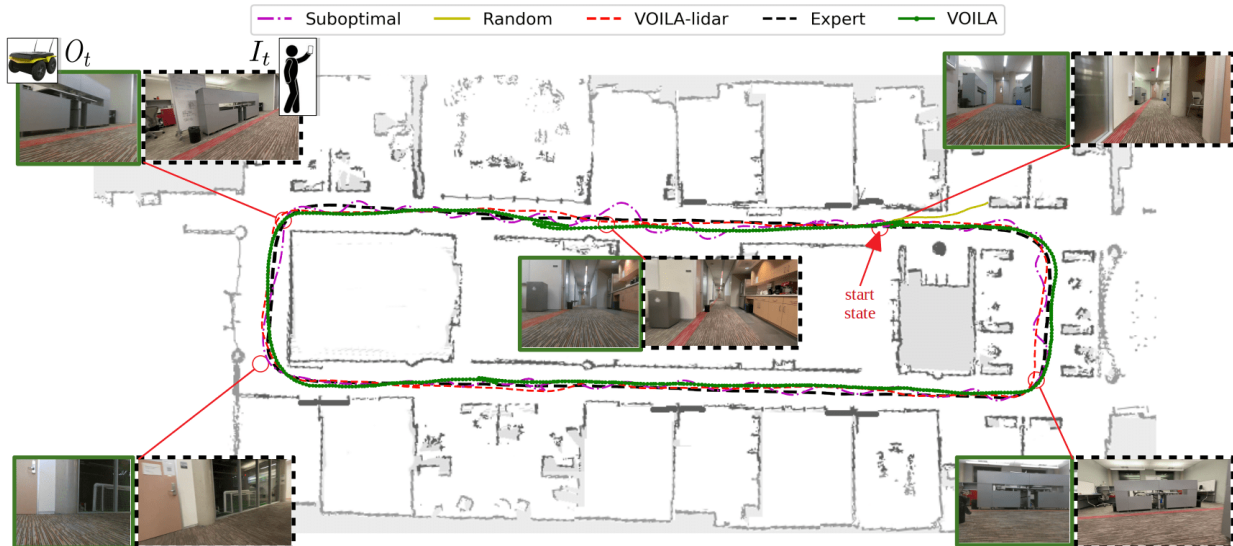 Suboptimal Random VOILA-lidar Expert VOILA
O_t I_t
start
state